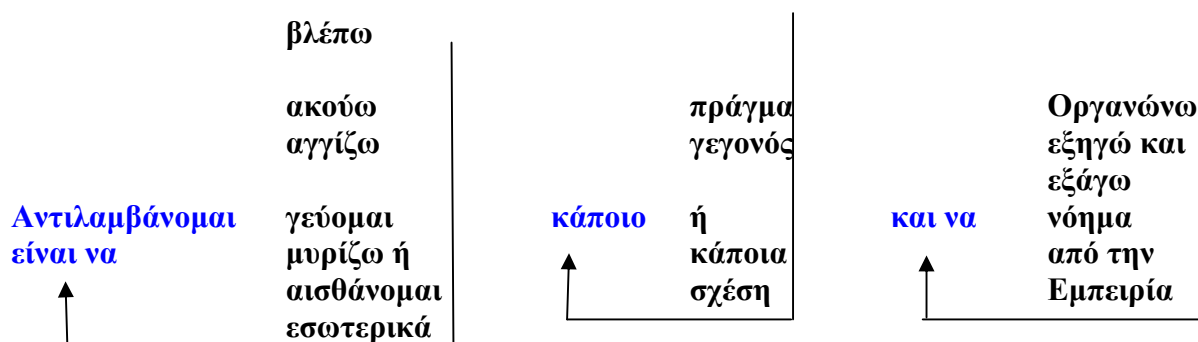 Αντιλαμβάνομαι
είναι να
βλέπω
ακούω
αγγίζω
γεύομαι
μυρίζω ή
αισθάνομαι
εσωτερικά
κάποιο
πράγμα
γεγονός
ή
κάποια
σχέση
και να
Οργανώνω
εξηγώ και
εξάγω
νόημα
από την
Εμπειρία